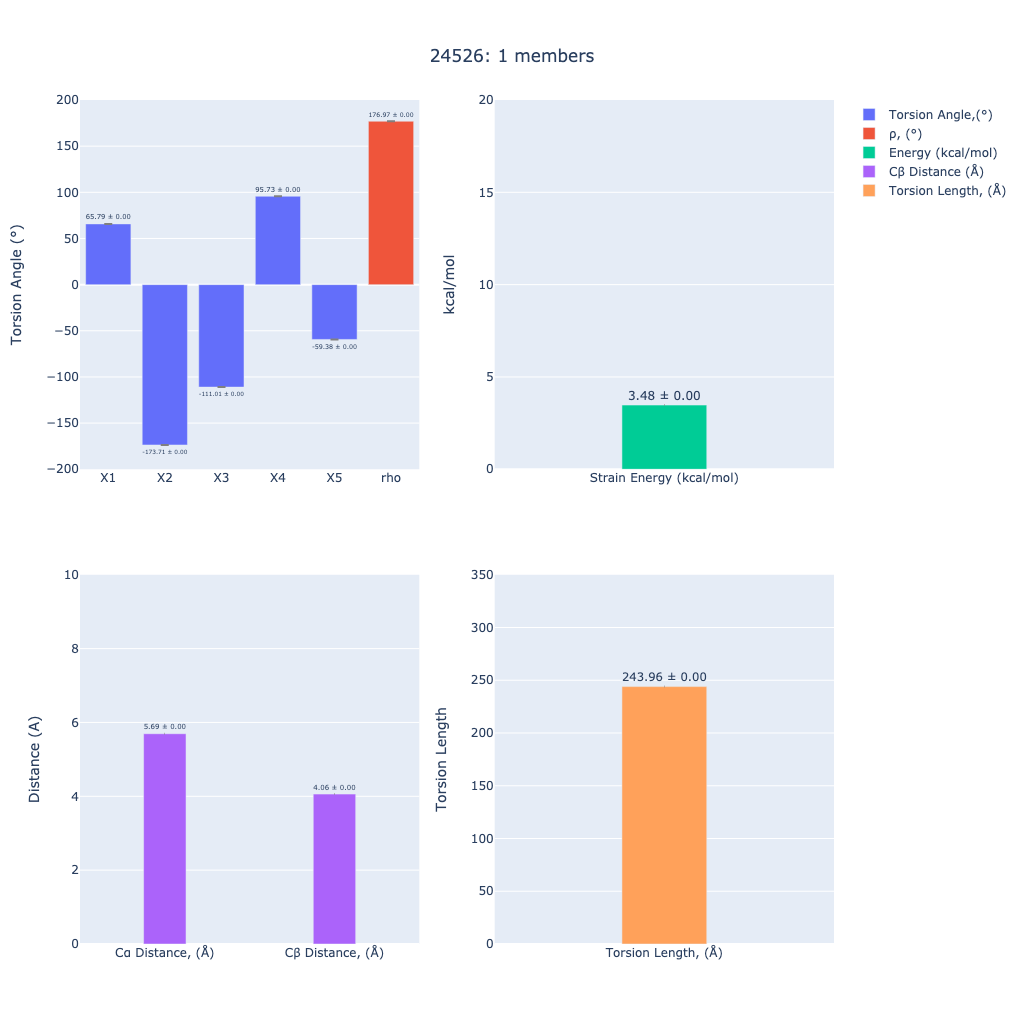 24526: 1 members
Torsion Angle (°)
200
150
100
50
0
−50
−100
−150
−200
65.79 ± 0.00
-173.71 ± 0.00
-111.01 ± 0.00
95.73 ± 0.00
-59.38 ± 0.00
176.97 ± 0.00
X1 X2 X3 X4 X5 rho
kcal/mol
20
15
10
5
0
3.48 ± 0.00
Strain Energy (kcal/mol)
Torsion Angle,(°)
ρ, (°)
Energy (kcal/mol)
Cβ Distance (Å)
Torsion Length, (Å)
Distance (A)
10
8
6
4
2
0
5.69 ± 0.00
4.06 ± 0.00
Cα Distance, (Å) Cβ Distance, (Å)
Torsion Length
350
300
250
200
150
100
50
0
243.96 ± 0.00
Torsion Length, (Å)